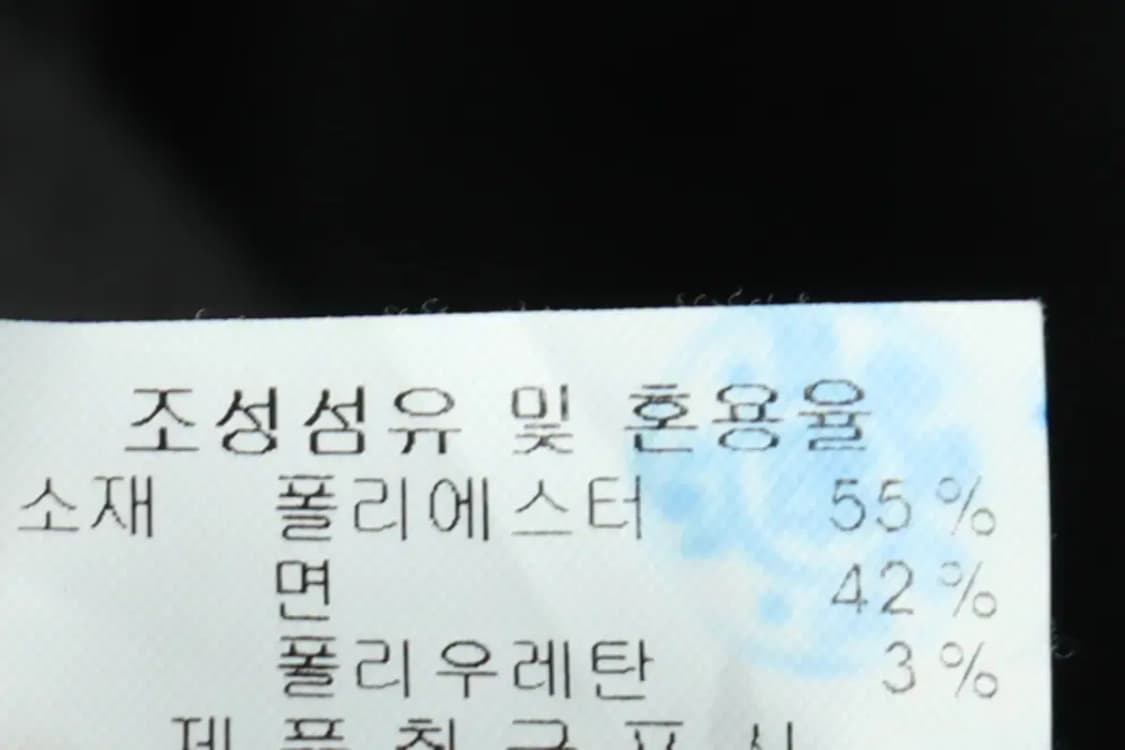 조성섬유 및 혼용율
소재 폴리에스터 55%
면 42%
폴리우레탄 3%